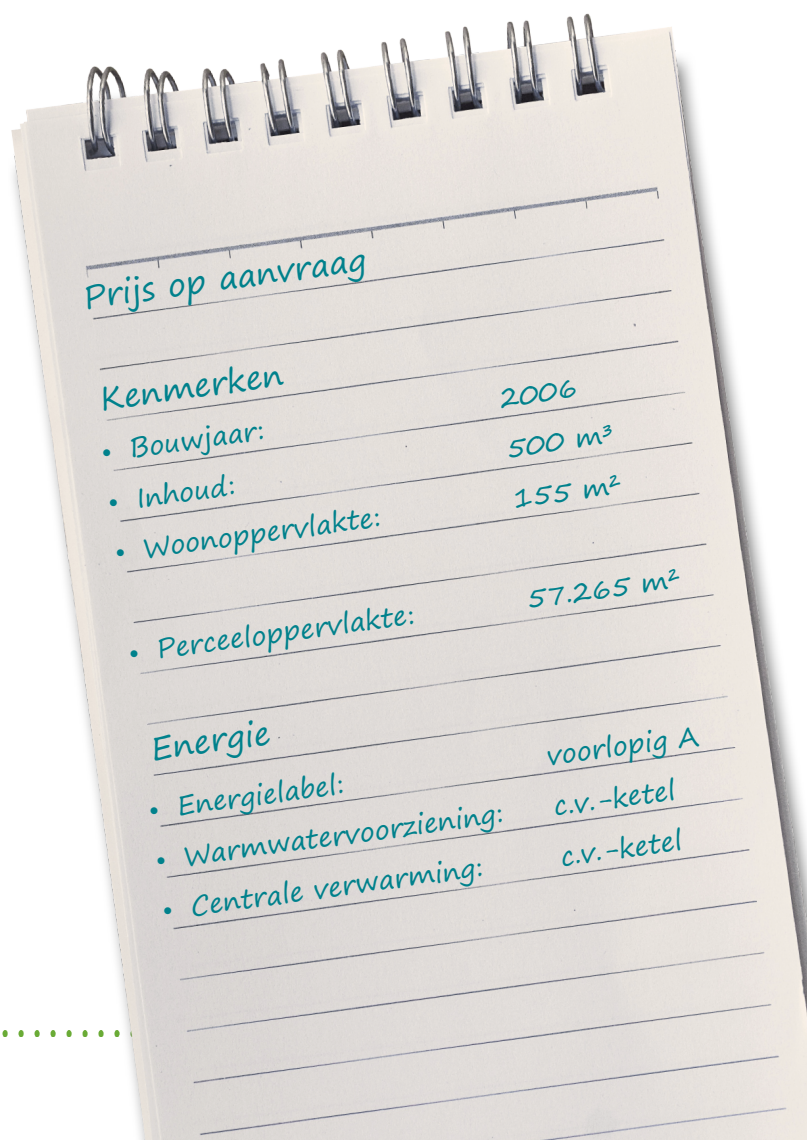 Prijs op aanvraag
Kenmerken
• Bouwjaar: 2006
• Inhoud: 500 m³
• Woonoppervlakte: 155 m²
• Perceeloppervlakte: 57.265 m²
Energie
• Energielabel: voorlopig A
• Warmwatervoorziening: c.v.-ketel
• Centrale verwarming: c.v.-ketel